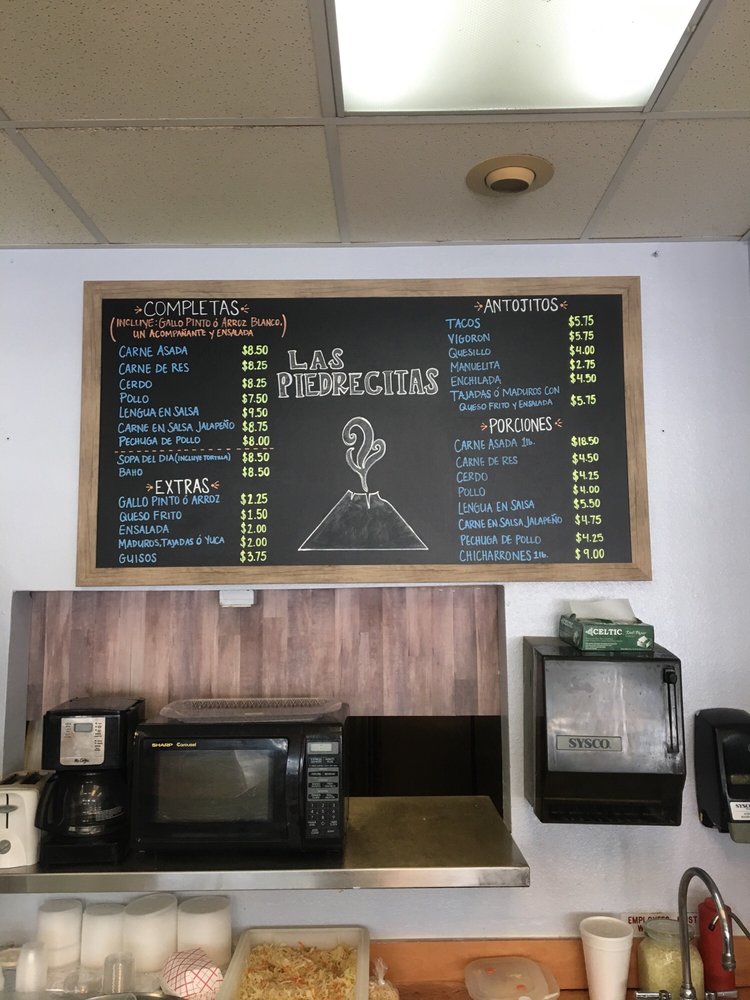 COMPLETAS
(INCLUYE: GALLO PINTO Ó ARROZ BLANCO,
UN ACOMPAÑANTE Y ENSALADA)
CARNE ASADA $8.50
CARNE DE RES $8.25
CERDO $8.25
POLLO $7.50
LENGUA EN SALSA $9.50
CARNE EN SALSA JALAPEÑO $8.75
PECHUGA DE POLLO $8.00
SOPA DEL DIA (INCLUYE TORTILLA) $8.50
BAHO $8.50
EXTRAS
GALLO PINTO Ó ARROZ $2.25
QUESO FRITO $1.50
ENSALADA $2.00
MADUROS, TAJADAS Ó YUCA $2.00
GUISOS $3.75
LAS
PIEDRECITAS
ANTOJITOS
TACOS $5.75
VIGORON $5.75
QUESILLO $4.00
MANUELITA $2.75
ENCHILADA $4.50
TAJADAS Ó MADUROS CON
QUESO FRITO Y ENSALADA $5.75
PORCIONES
CARNE ASADA 1lb. $18.50
CARNE DE RES $4.50
CERDO $4.25
POLLO $4.00
LENGUA EN SALSA $5.50
CARNE EN SALSA JALAPEÑO $4.75
PECHUGA DE POLLO $4.25
CHICHARRONES 1lb. $9.00
CELTIC
SYSCO
SYSCO
SHARP Carousel
Mr. Coffee
EMPLOYEES MUST